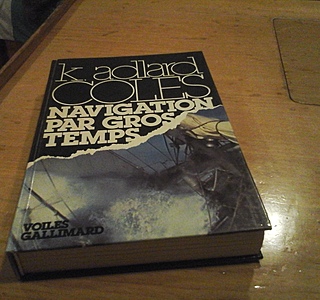 k. adlard
COLES
NAVIGATION
PAR GROS
TEMPS
VOILES
GALLIMARD